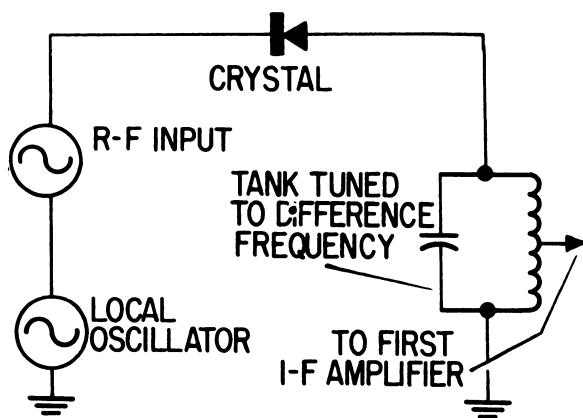 CRYSTAL
R-F INPUT
TANK TUNED
TO DIFFERENCE
FREQUENCY
LOCAL
OSCILLATOR
TO FIRST
I-F AMPLIFIER